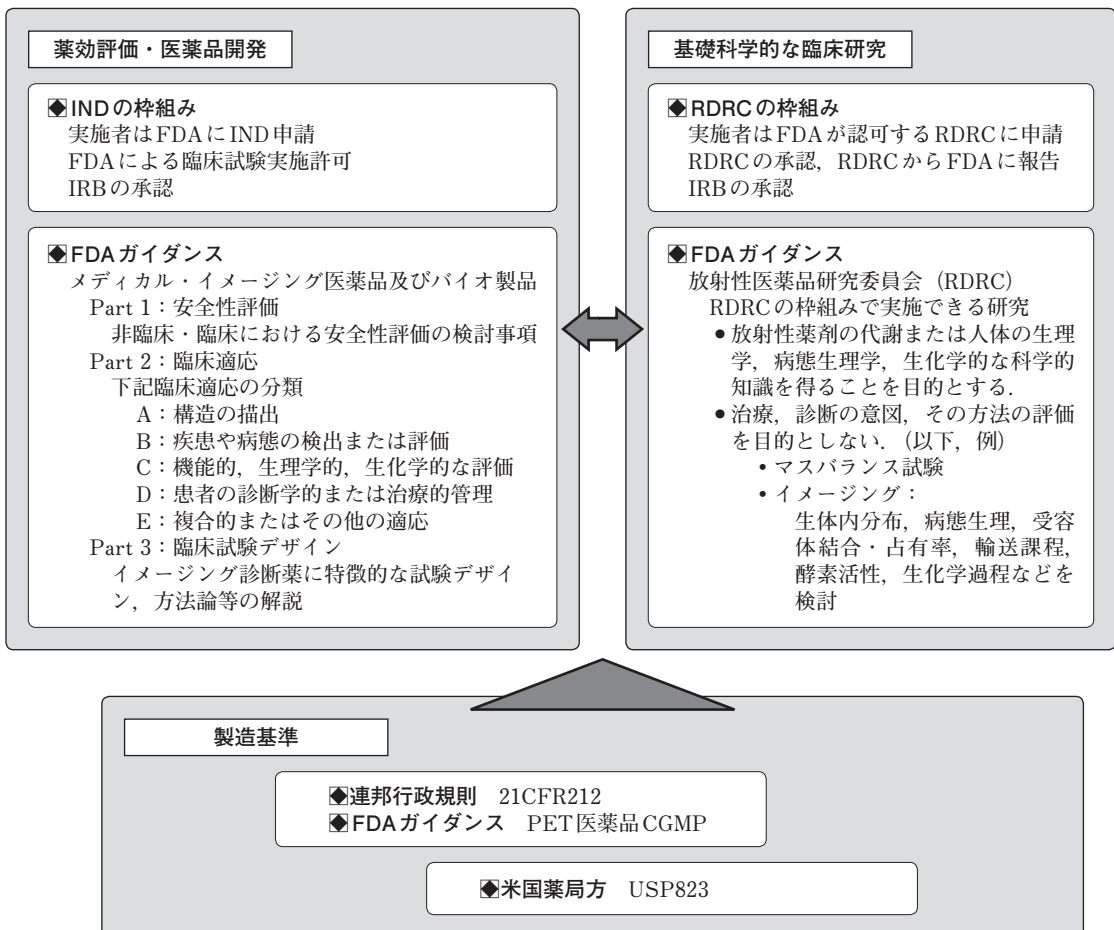 薬効評価・医薬品開発
◆INDの枠組み
実施者はFDAにIND申請
FDAによる臨床試験実施許可
IRBの承認
◆FDAガイダンス
メディカル・イメージング医薬品及びバイオ製品
Part 1：安全性評価
非臨床・臨床における安全性評価の検討事項
Part 2：臨床適応
下記臨床適応の分類
A：構造の描出
B：疾患や病態の検出または評価
C：機能的，生理学的，生化学的な評価
D：患者の診断学的または治療的管理
E：複合的またはその他の適応
Part 3：臨床試験デザイン
イメージング診断薬に特徴的な試験デザイ
ン，方法論等の解説
基礎科学的な臨床研究
◆RDRCの枠組み
実施者はFDAが認可するRDRCに申請
RDRCの承認，RDRCからFDAに報告
IRBの承認
◆FDAガイダンス
放射性医薬品研究委員会（RDRC）
RDRCの枠組みで実施できる研究
●放射性薬剤の代謝または人体の生理
学，病態生理学，生化学的な科学的
知識を得ることを目的とする．
●治療，診断の意図，その方法の評価
を目的としない．（以下，例）
・マスバランス試験
・イメージング：
生体内分布，病態生理，受容
体結合・占有率，輸送課程，
酵素活性，生化学過程などを
検討
製造基準
◆連邦行政規則　21CFR212
◆FDAガイダンス　PET医薬品CGMP
◆米国薬局方　USP823